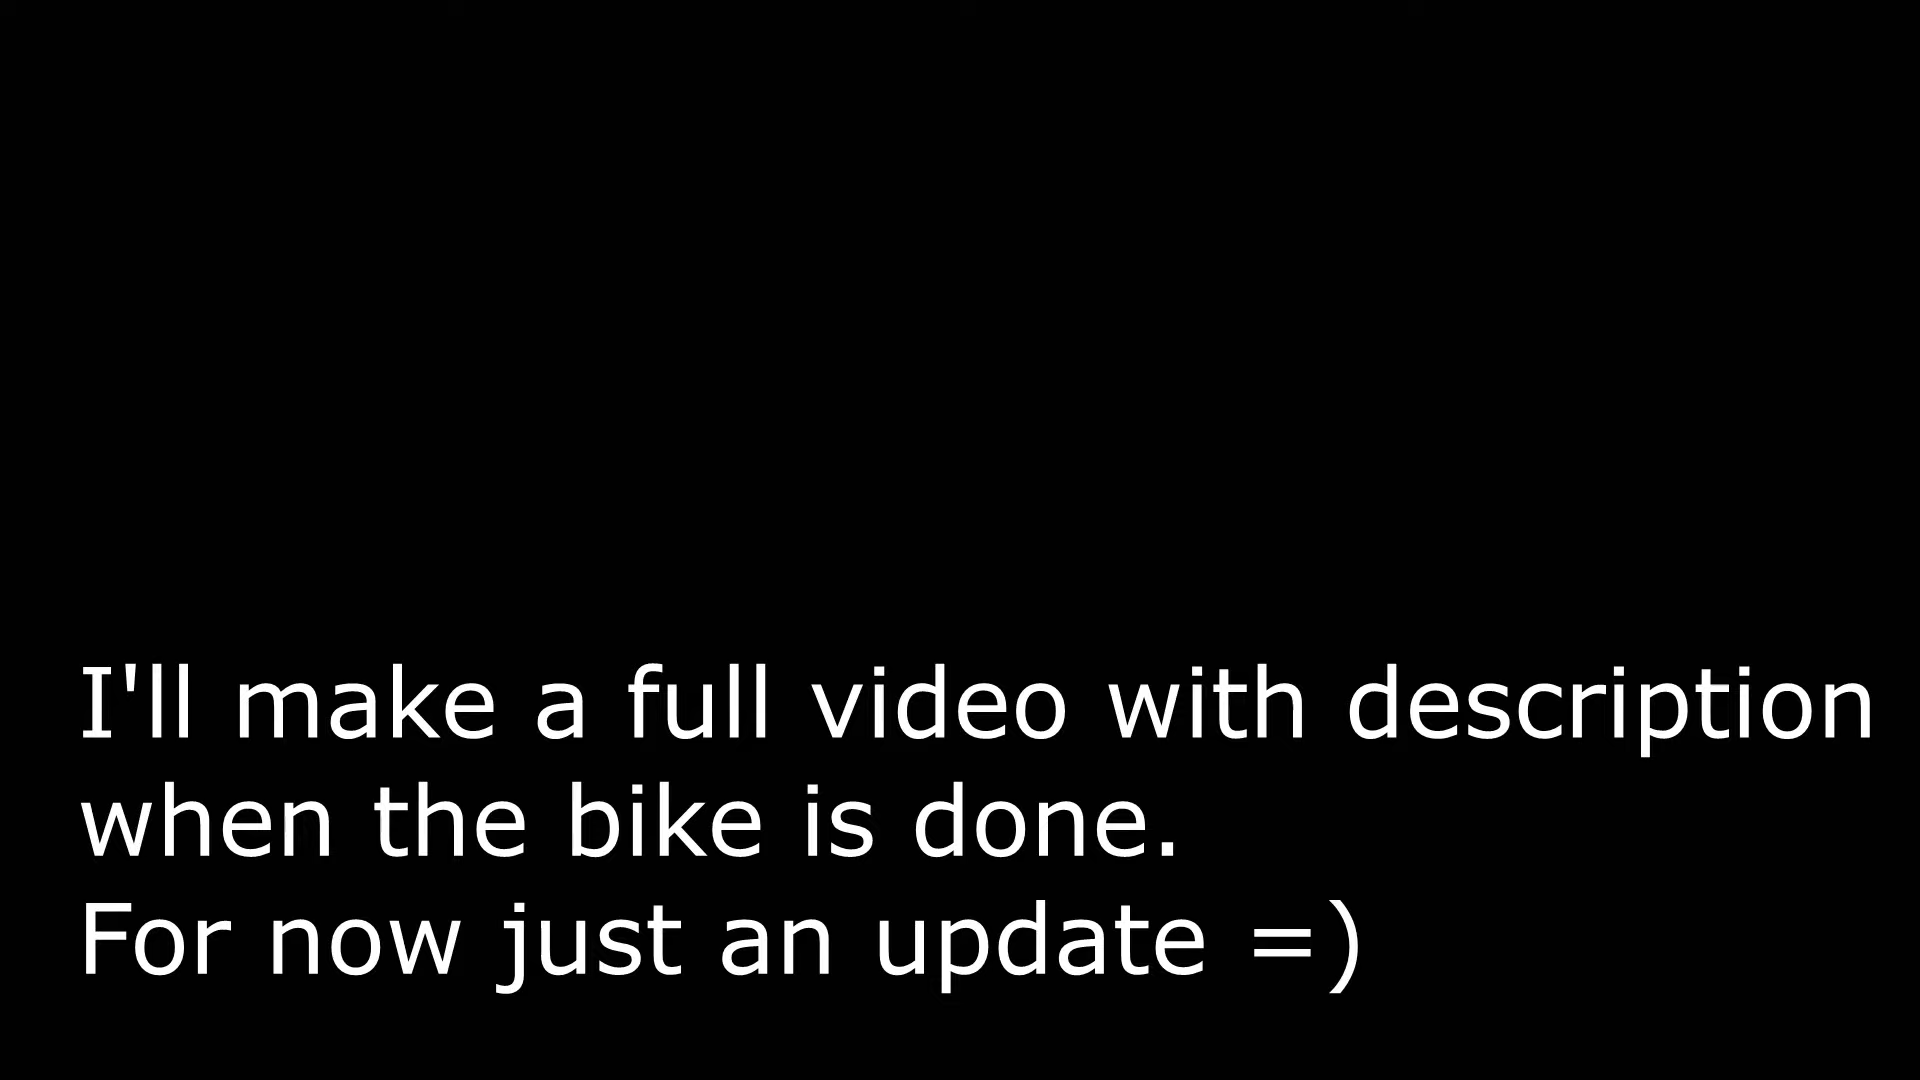 I'll make a full video with description
when the bike is done.
For now just an update =)